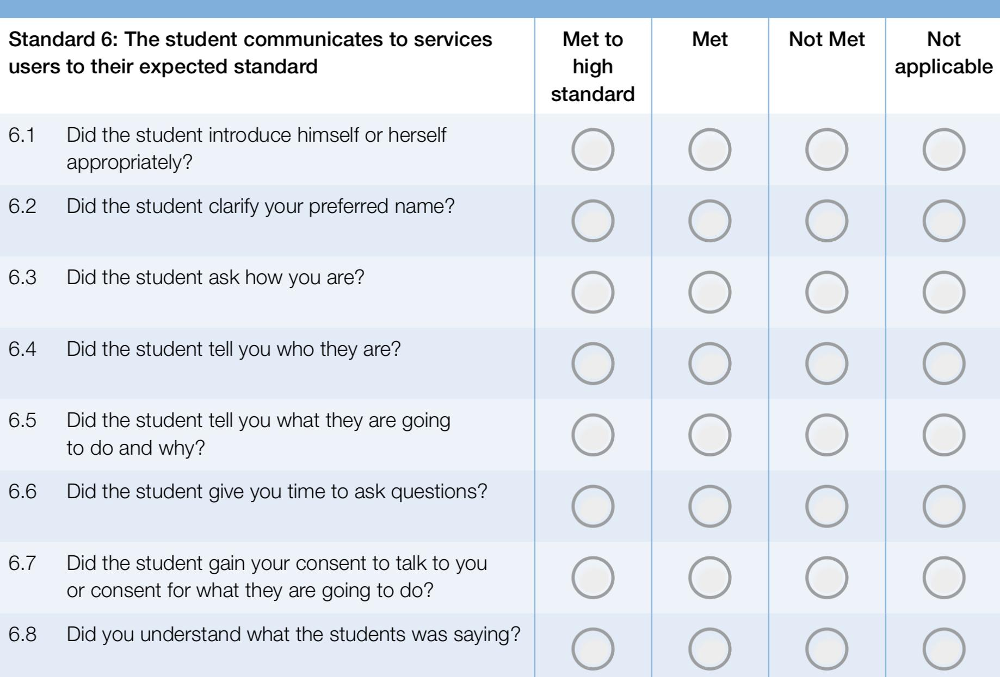 Standard 6: The student communicates to services
users to their expected standard
Met to
high
standard
Met
Not Met
Not
applicable
6.1 Did the student introduce himself or herself
appropriately?
6.2 Did the student clarify your preferred name?
6.3 Did the student ask how you are?
6.4 Did the student tell you who they are?
6.5 Did the student tell you what they are going
to do and why?
6.6 Did the student give you time to ask questions?
6.7 Did the student gain your consent to talk to you
or consent for what they are going to do?
6.8 Did you understand what the students was saying?